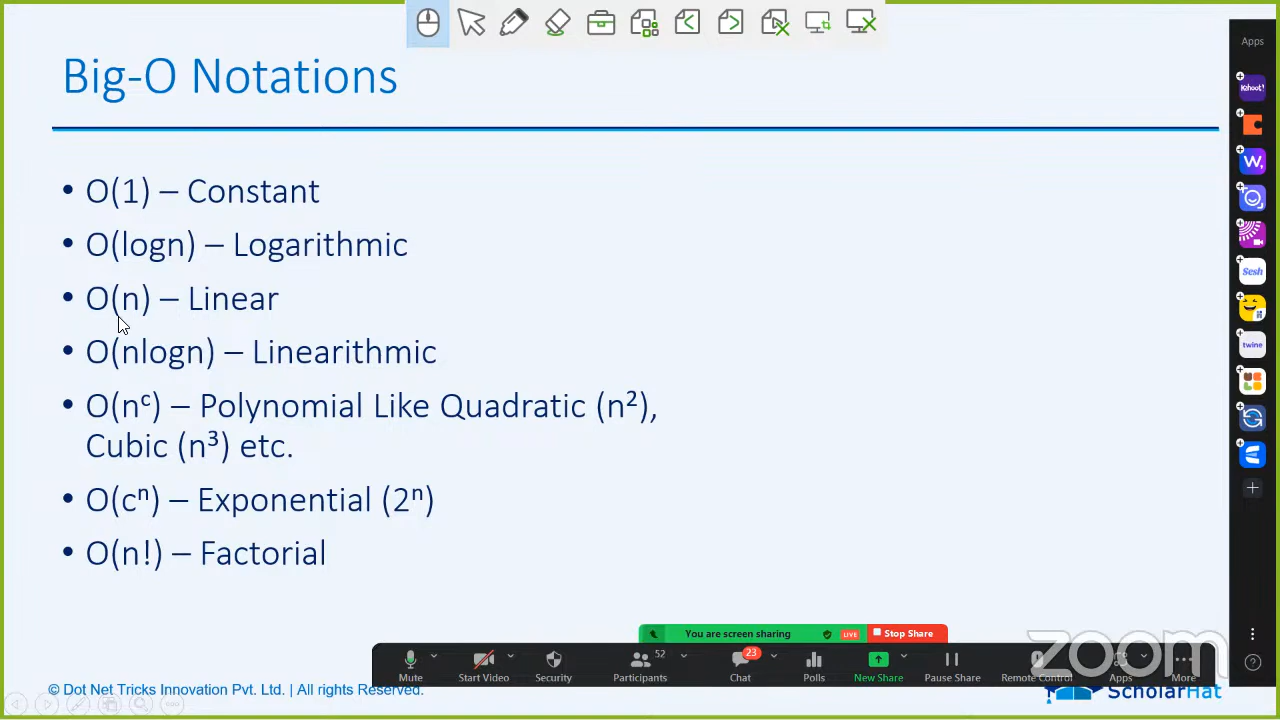 Apps
Big-O Notations
Kahoot!
W,
• O(1) – Constant
• O(logn) – Logarithmic
Sesh
• O(n) – Linear
twine
• O(nlogn) – Linearithmic
• O(nᶜ) – Polynomial Like Quadratic (n²),
Cubic (n³) etc.
• O(cⁿ) – Exponential (2ⁿ)
• O(n!) – Factorial
You are screen sharing LIVE Stop Share
52 23
Mute Start Video Security Participants Chat Polls New Share Pause Share Remote Control Apps More
zoom
© Dot Net Tricks Innovation Pvt. Ltd. | All rights Reserved.
ScholarHat